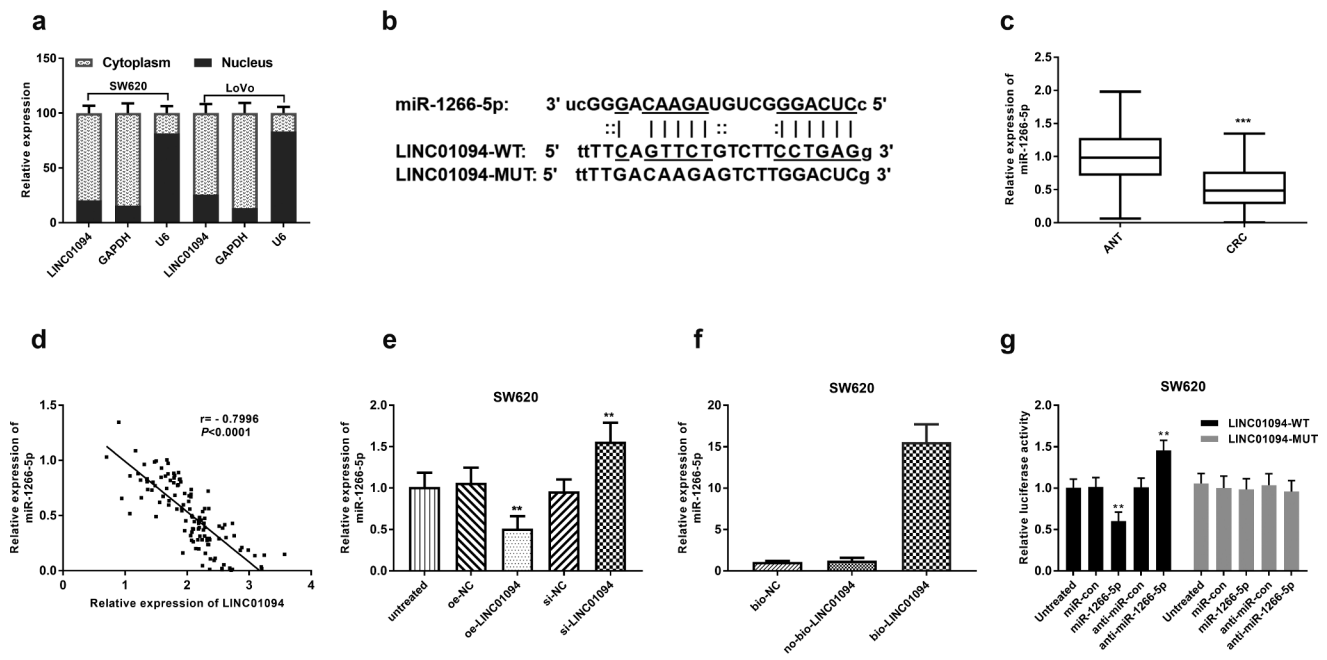 a
Cytoplasm Nucleus
SW620 LoVo
Relative expression
150
100
50
0
LINC01094 GAPDH U6 LINC01094 GAPDH U6
b
miR-1266-5p: 3' ucGGGACAAGAUGUCGGGACUCc 5'
::| ||||| :: :||||||
LINC01094-WT: 5' ttTTCAGTTCTGTCTTCCTGAGg 3'
LINC01094-MUT: 5' ttTTGACAAGAGTCTTGGACUCg 3'
c
Relative expression of
miR-1266-5p
2.5
2.0
1.5
1.0
0.5
0.0
***
ANT CRC
d
Relative expression of
miR-1266-5p
1.5
1.0
0.5
0.0
r= - 0.7996
P<0.0001
0 1 2 3 4
Relative expression of LINC01094
e
SW620
Relative expression of
miR-1266-5p
2.0
1.5
1.0
0.5
0.0
** **
untreated oe-NC oe-LINC01094 si-NC si-LINC01094
f
SW620
Relative expression of
miR-1266-5p
20
15
10
5
0
bio-NC no-bio-LINC01094 bio-LINC01094
g
SW620
Relative luciferase activity
2.0
1.5
1.0
0.5
0.0
LINC01094-WT
LINC01094-MUT
** **
Untreated miR-con miR-1266-5p anti-miR-con anti-miR-1266-5p Untreated miR-con miR-1266-5p anti-miR-con anti-miR-1266-5p